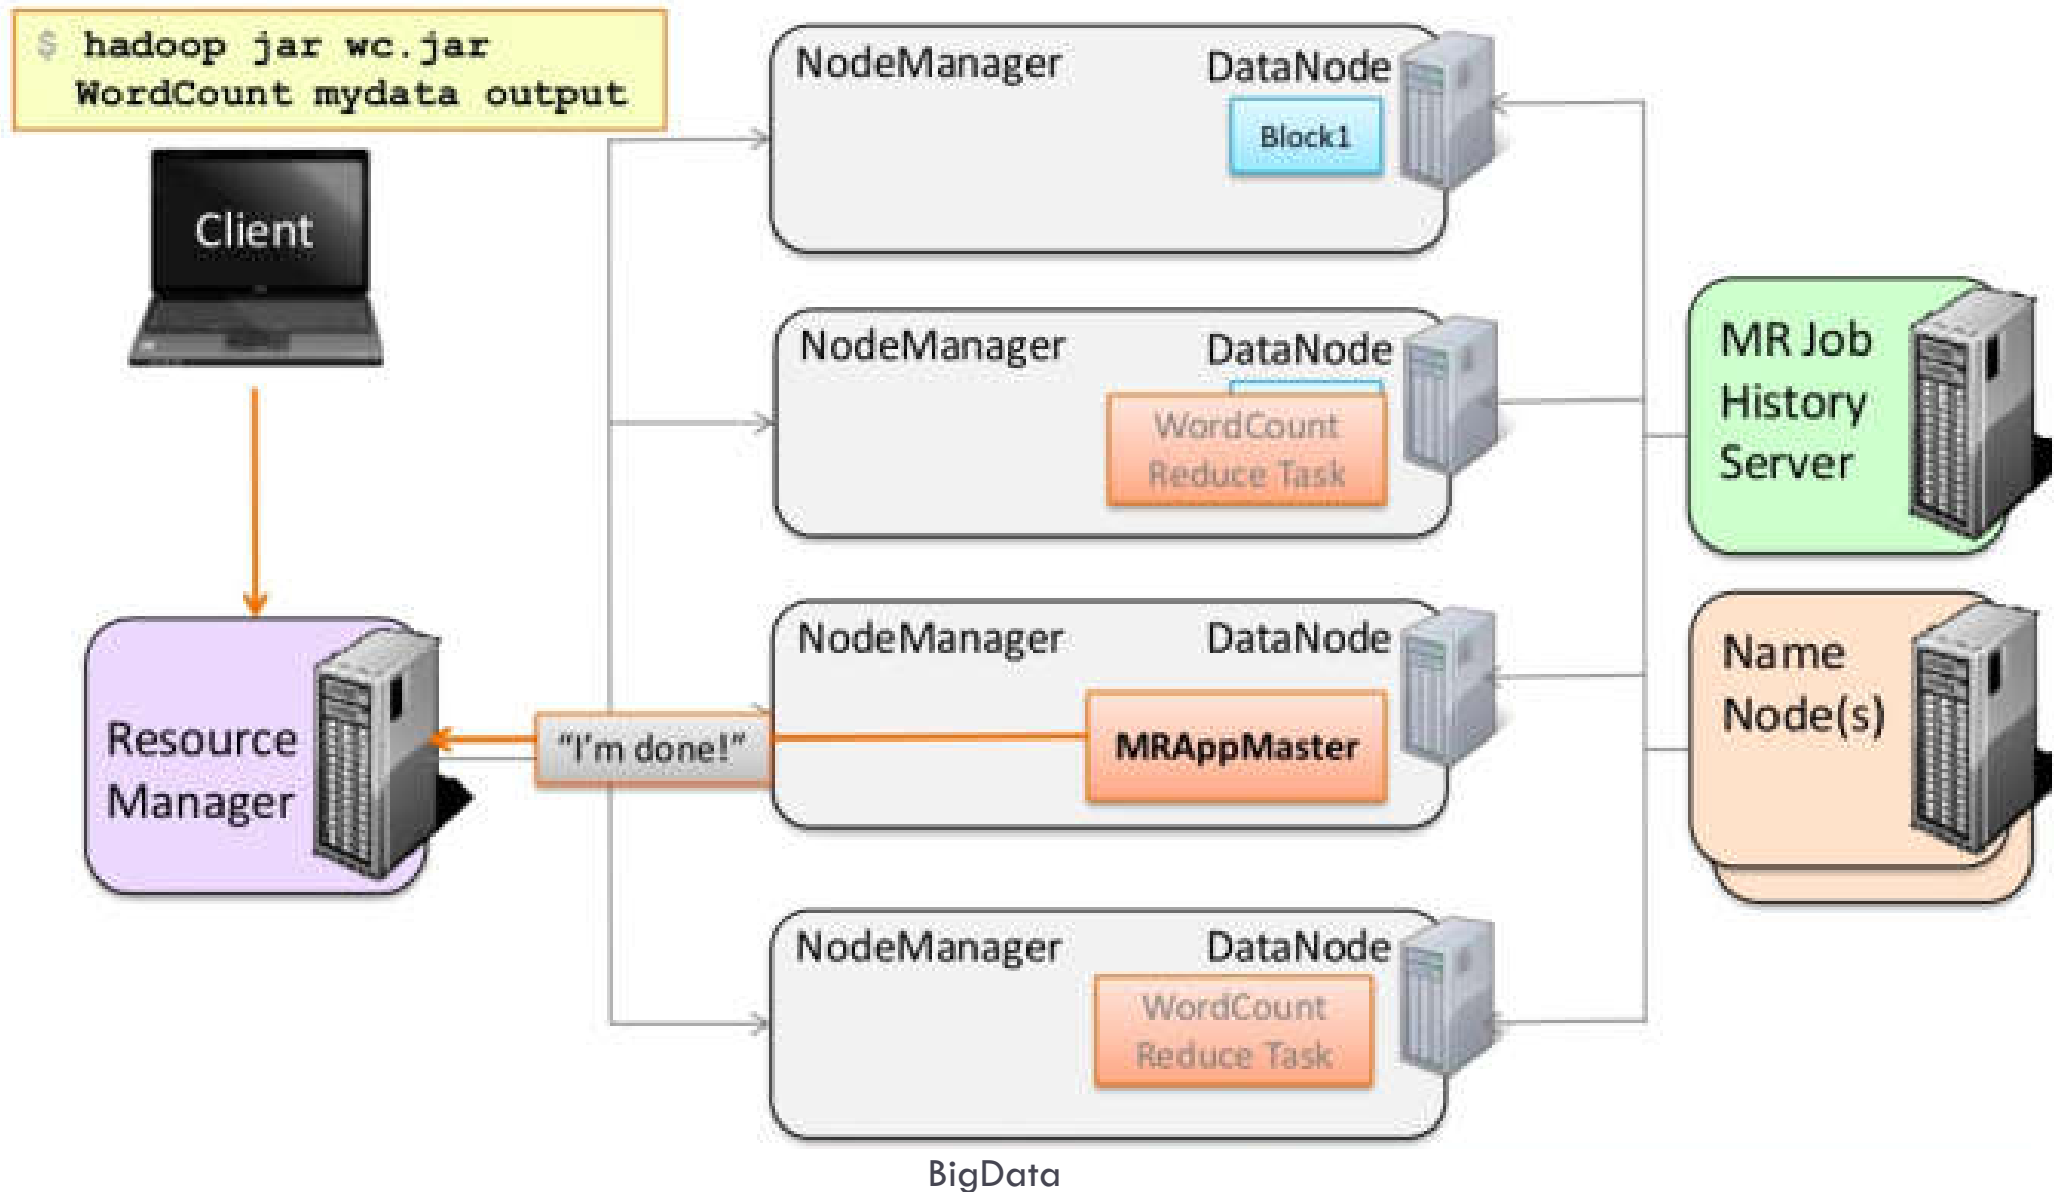 $ hadoop jar wc.jar
WordCount mydata output
Client
Resource
Manager
"I'm done!"
NodeManager DataNode
Block1
NodeManager DataNode
WordCount
Reduce Task
NodeManager DataNode
MRAppMaster
NodeManager DataNode
WordCount
Reduce Task
MR Job
History
Server
Name
Node(s)
BigData